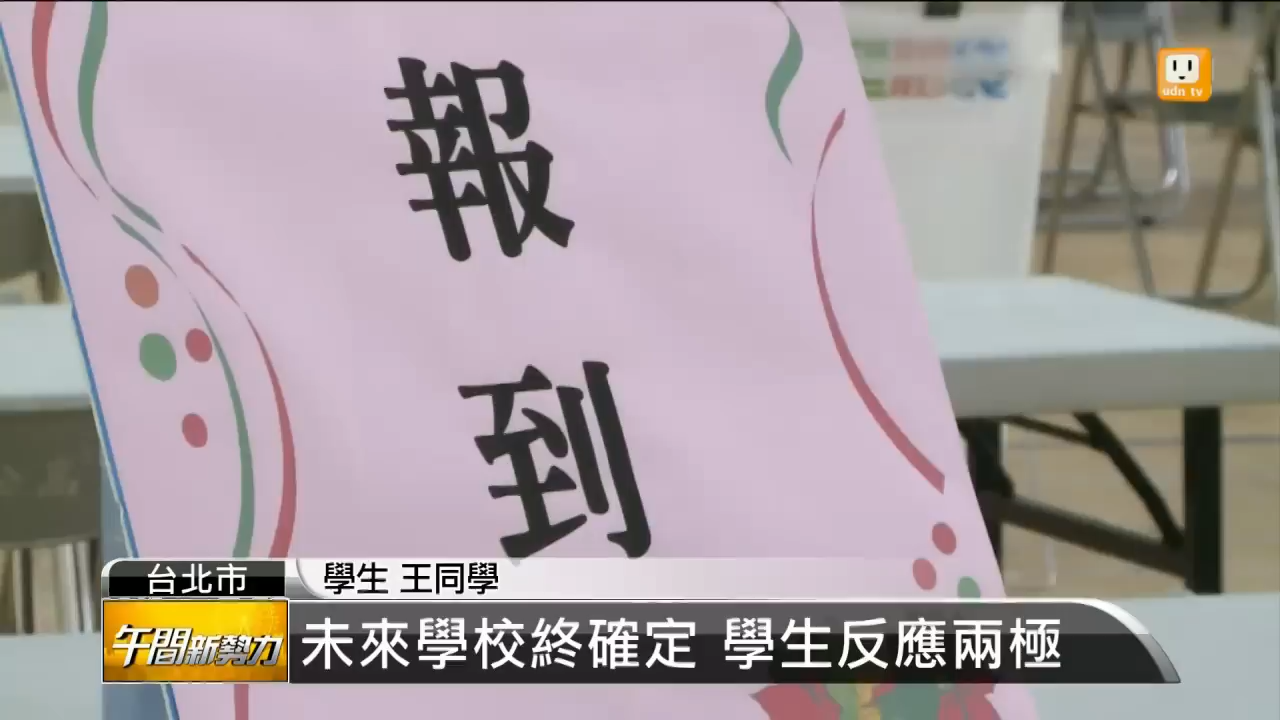 報
到
udn tv
台北市
學生 王同學
午間新勢力
未來學校終確定 學生反應兩極